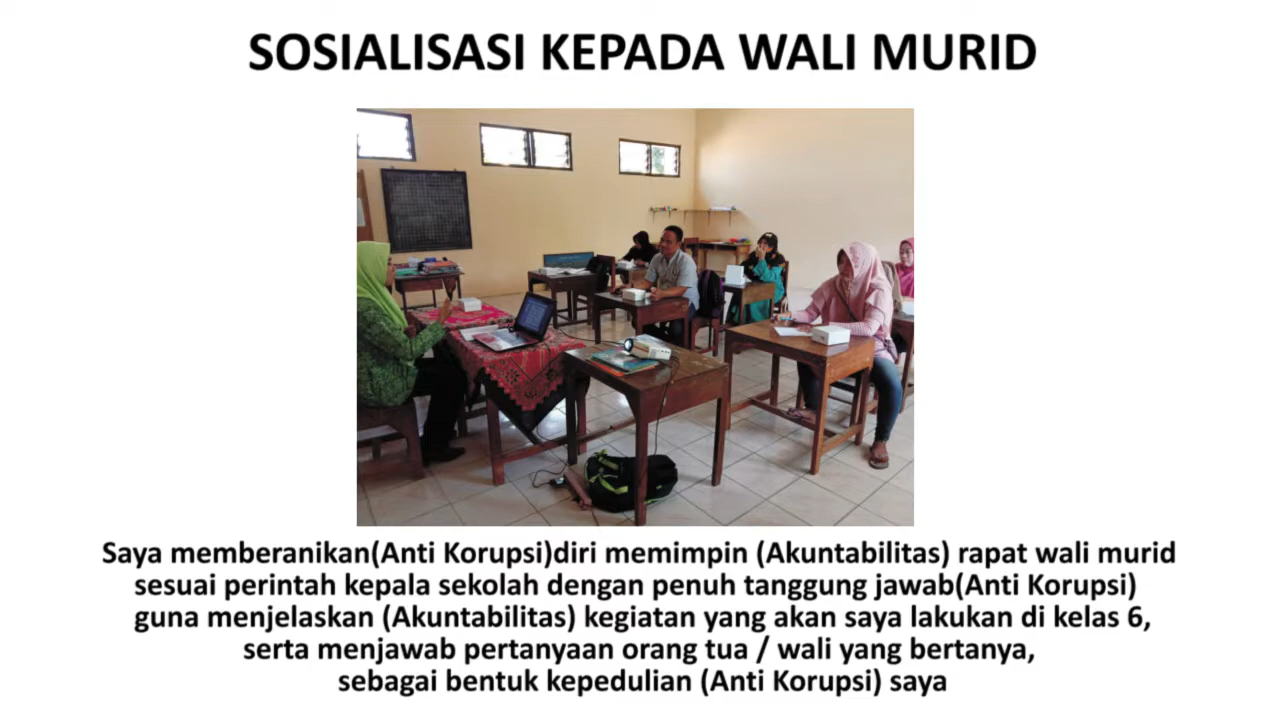 SOSIALISASI KEPADA WALI MURID
Saya memberanikan(Anti Korupsi)diri memimpin (Akuntabilitas) rapat wali murid
sesuai perintah kepala sekolah dengan penuh tanggung jawab(Anti Korupsi)
guna menjelaskan (Akuntabilitas) kegiatan yang akan saya lakukan di kelas 6,
serta menjawab pertanyaan orang tua / wali yang bertanya,
sebagai bentuk kepedulian (Anti Korupsi) saya